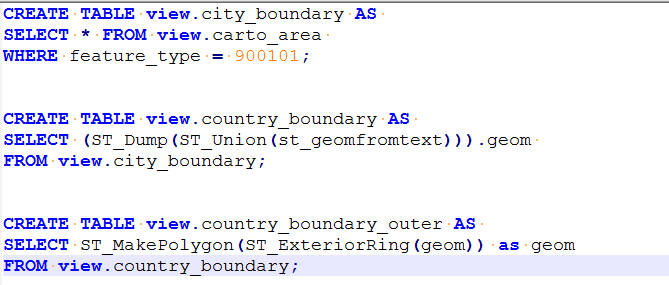 CREATE TABLE view.city_boundary AS
SELECT * FROM view.carto_area
WHERE feature_type = 900101;
CREATE TABLE view.country_boundary AS
SELECT (ST_Dump(ST_Union(st_geomfromtext))).geom
FROM view.city_boundary;
CREATE TABLE view.country_boundary_outer AS
SELECT ST_MakePolygon(ST_ExteriorRing(geom)) as geom
FROM view.country_boundary;